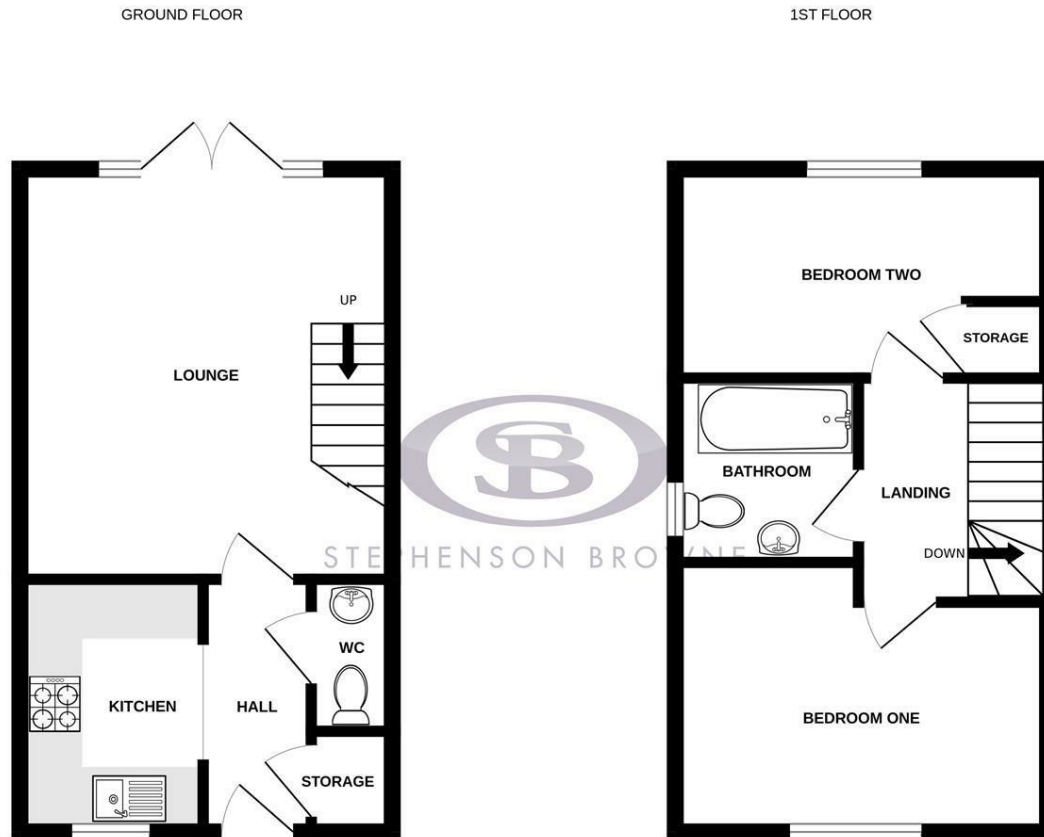 GROUND FLOOR
1ST FLOOR
UP
LOUNGE
KITCHEN
HALL
WC
STORAGE
BEDROOM TWO
STORAGE
BATHROOM
LANDING
DOWN
BEDROOM ONE
SB
STEPHENSON BROWNE